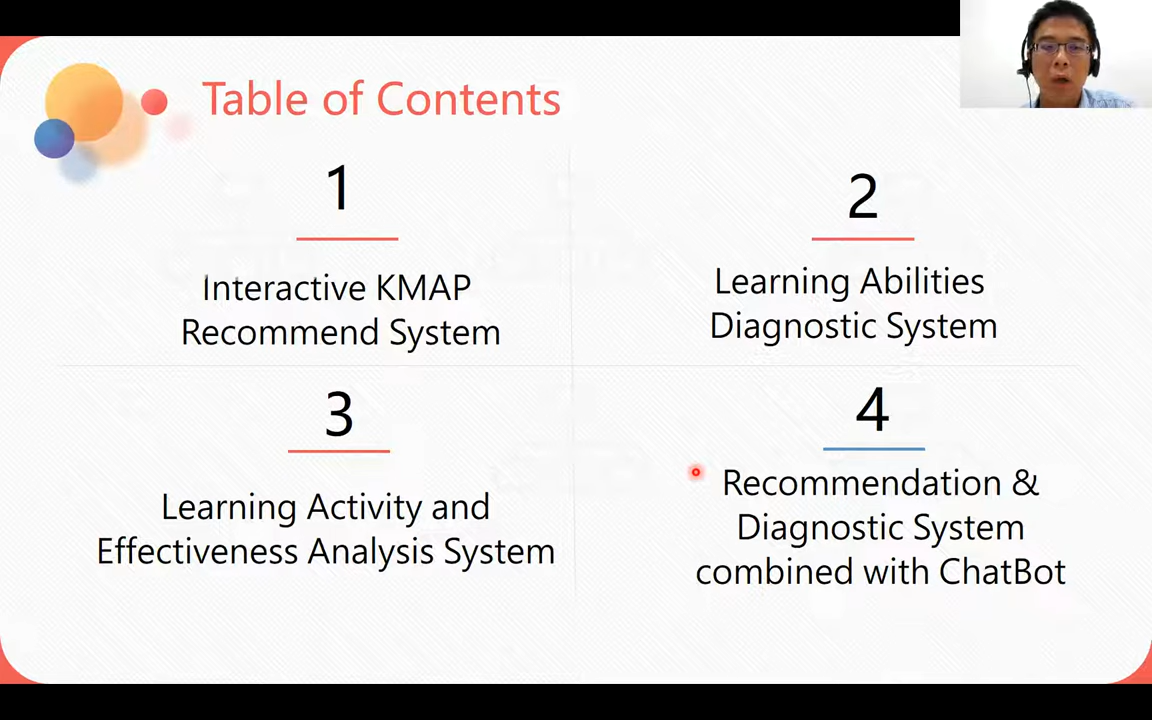 Table of Contents
1
Interactive KMAP
Recommend System
2
Learning Abilities
Diagnostic System
3
Learning Activity and
Effectiveness Analysis System
4
Recommendation &
Diagnostic System
combined with ChatBot